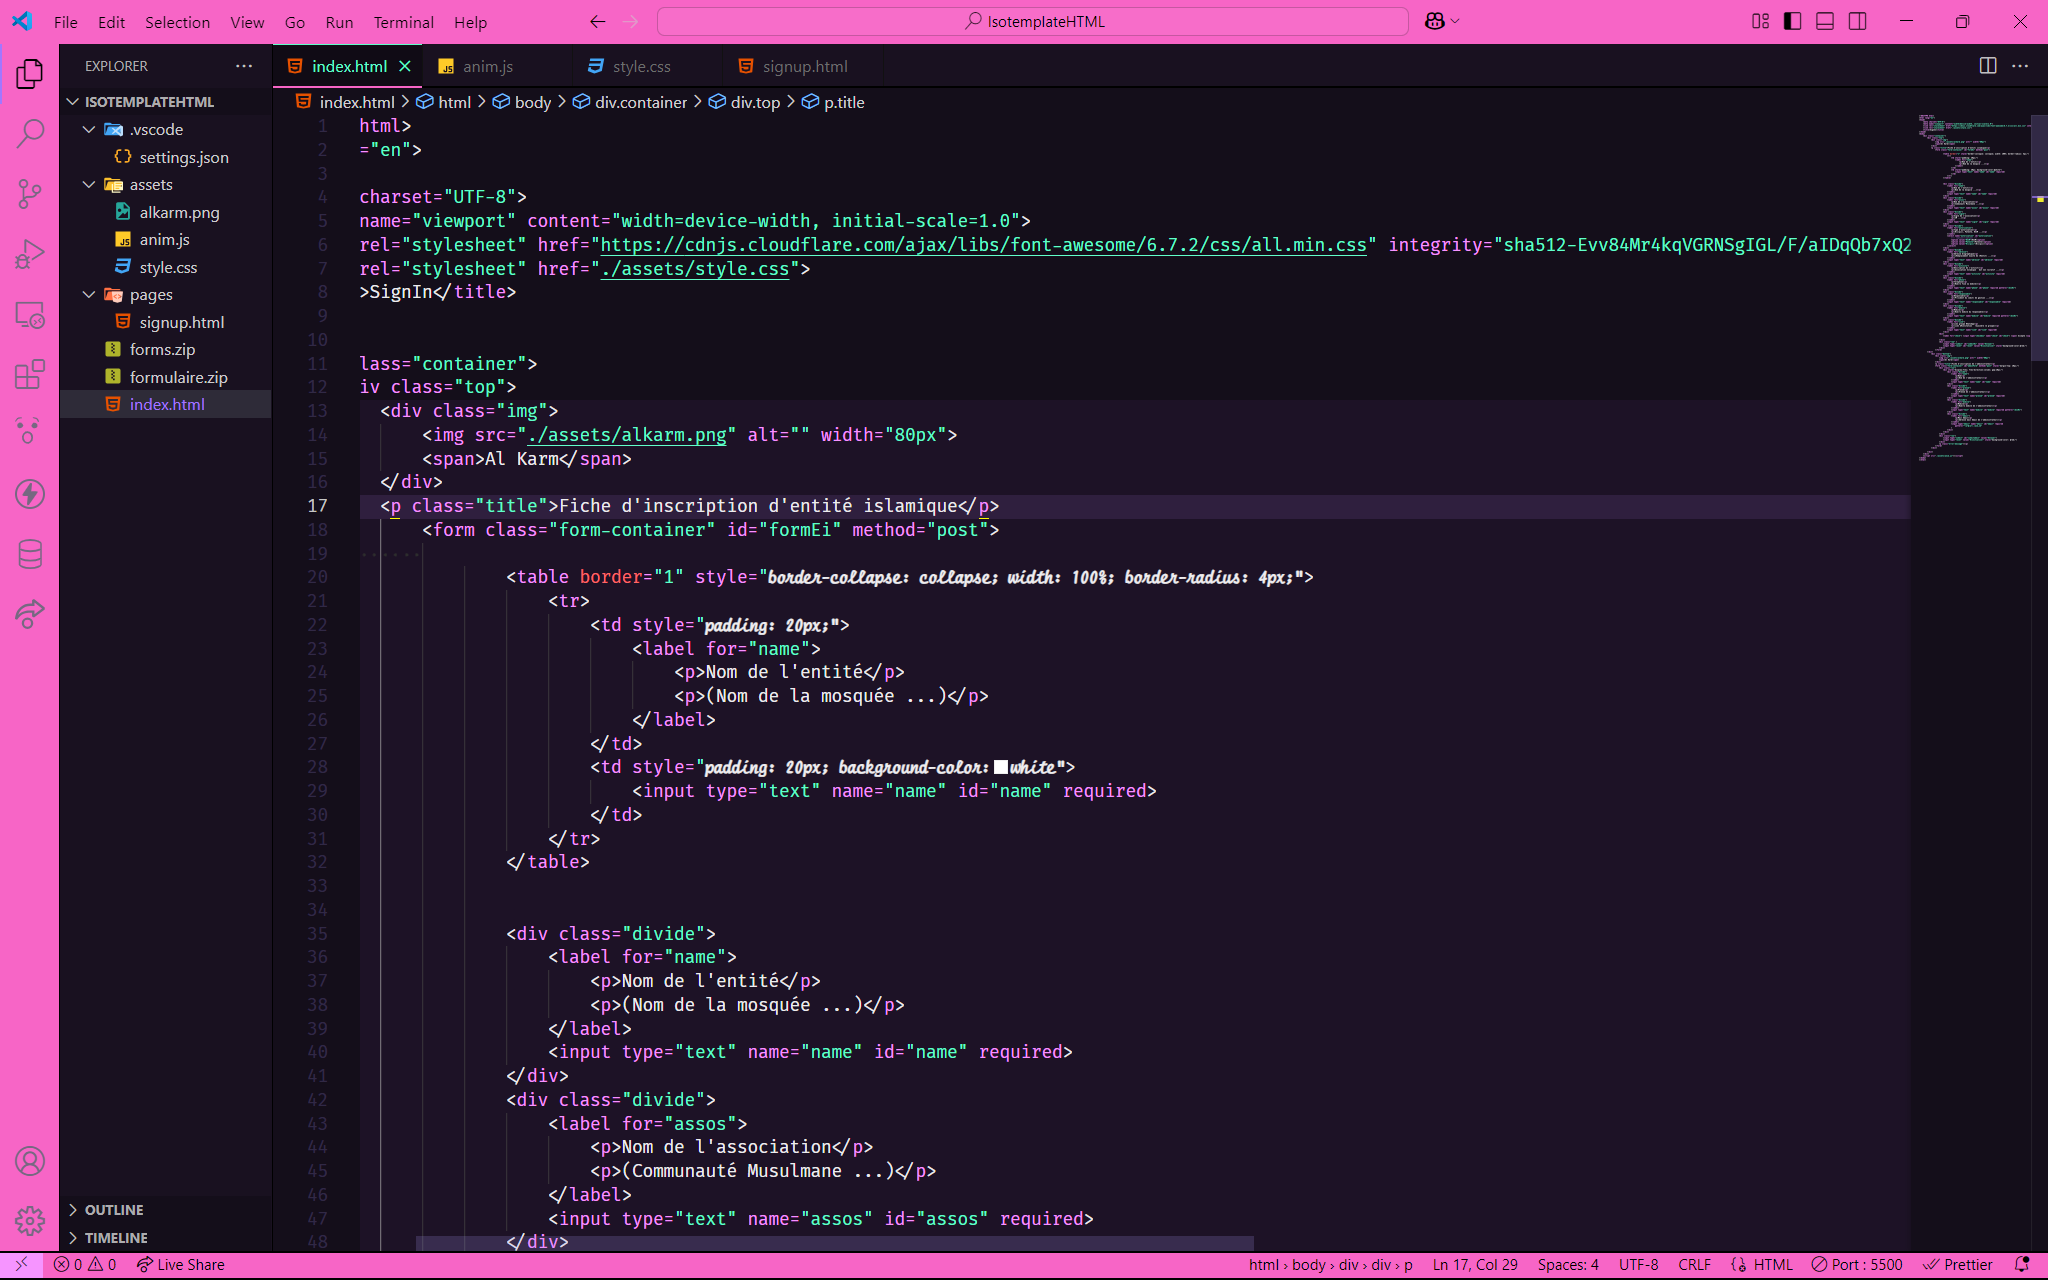 File Edit Selection View Go Run Terminal Help
IsotemplateHTML
EXPLORER
ISOTEMPLATEHTML
.vscode
settings.json
assets
alkarm.png
anim.js
style.css
pages
signup.html
forms.zip
formulaire.zip
index.html
OUTLINE
TIMELINE
index.html anim.js style.css signup.html
index.html > html > body > div.container > div.top > p.title
1 html>
2 ="en">
3
4 charset="UTF-8">
5 name="viewport" content="width=device-width, initial-scale=1.0">
6 rel="stylesheet" href="https://cdnjs.cloudflare.com/ajax/libs/font-awesome/6.7.2/css/all.min.css" integrity="sha512-Evv84Mr4kqVGRNSgIGL/F/aIDqQb7xQ2
7 rel="stylesheet" href="./assets/style.css">
8 >SignIn</title>
9
10
11 lass="container">
12 iv class="top">
13 <div class="img">
14 <img src="./assets/alkarm.png" alt="" width="80px">
15 <span>Al Karm</span>
16 </div>
17 <p class="title">Fiche d'inscription d'entité islamique</p>
18 <form class="form-container" id="formEi" method="post">
19
20 <table border="1" style="border-collapse: collapse; width: 100%; border-radius: 4px;">
21 <tr>
22 <td style="padding: 20px;">
23 <label for="name">
24 <p>Nom de l'entité</p>
25 <p>(Nom de la mosquée ...)</p>
26 </label>
27 </td>
28 <td style="padding: 20px; background-color: white">
29 <input type="text" name="name" id="name" required>
30 </td>
31 </tr>
32 </table>
33
34
35 <div class="divide">
36 <label for="name">
37 <p>Nom de l'entité</p>
38 <p>(Nom de la mosquée ...)</p>
39 </label>
40 <input type="text" name="name" id="name" required>
41 </div>
42 <div class="divide">
43 <label for="assos">
44 <p>Nom de l'association</p>
45 <p>(Communauté Musulmane ...)</p>
46 </label>
47 <input type="text" name="assos" id="assos" required>
48 </div>
0 0 Live Share html › body › div › div › p Ln 17, Col 29 Spaces: 4 UTF-8 CRLF HTML Port : 5500 Prettier